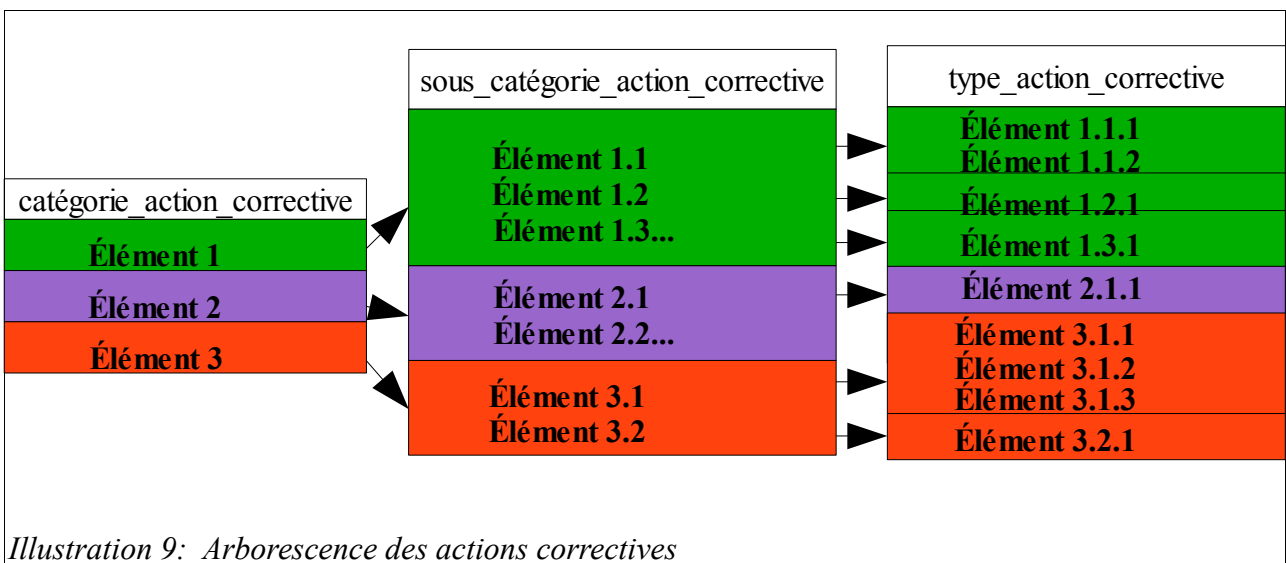 catégorie_action_corrective
Élément 1
Élément 2
Élément 3
sous_catégorie_action_corrective
Élément 1.1
Élément 1.2
Élément 1.3...
Élément 2.1
Élément 2.2...
Élément 3.1
Élément 3.2
type_action_corrective
Élément 1.1.1
Élément 1.1.2
Élément 1.2.1
Élément 1.3.1
Élément 2.1.1
Élément 3.1.1
Élément 3.1.2
Élément 3.1.3
Élément 3.2.1
Illustration 9: Arborescence des actions correctives